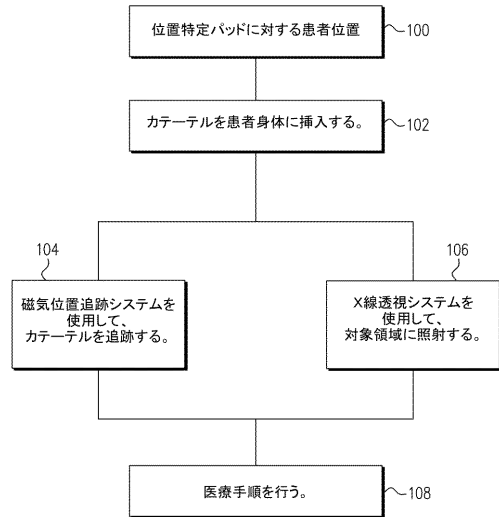 位置特定パッドに対する患者位置
100
カテーテルを患者身体に挿入する。
102
104
磁気位置追跡システムを
使用して、
カテーテルを追跡する。
106
X線透視システムを
使用して、
対象領域に照射する。
医療手順を行う。
108